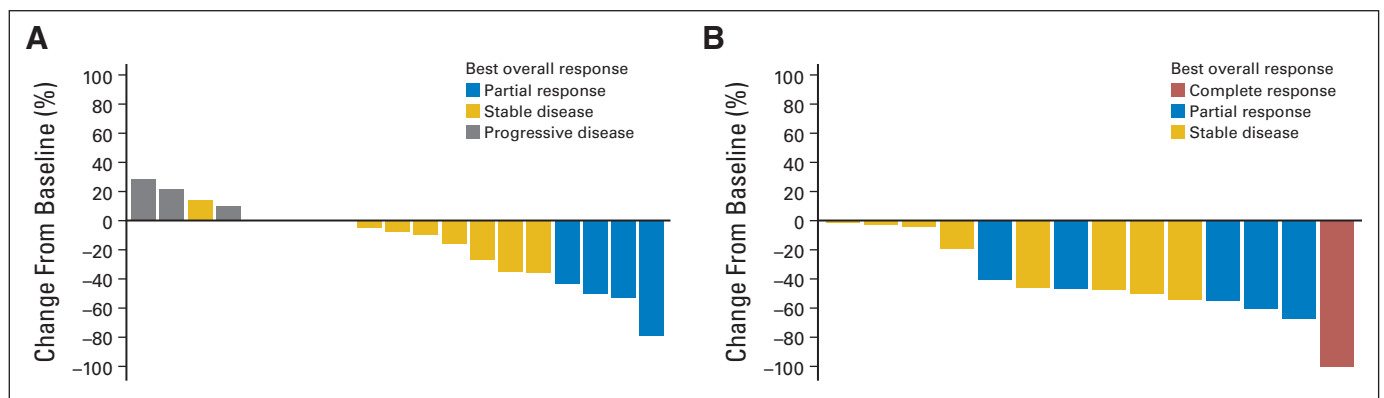 A
Change From Baseline (%)
100
80
60
40
20
0
–20
–40
–60
–80
–100
Best overall response
Partial response
Stable disease
Progressive disease
B
Change From Baseline (%)
100
80
60
40
20
0
–20
–40
–60
–80
–100
Best overall response
Complete response
Partial response
Stable disease